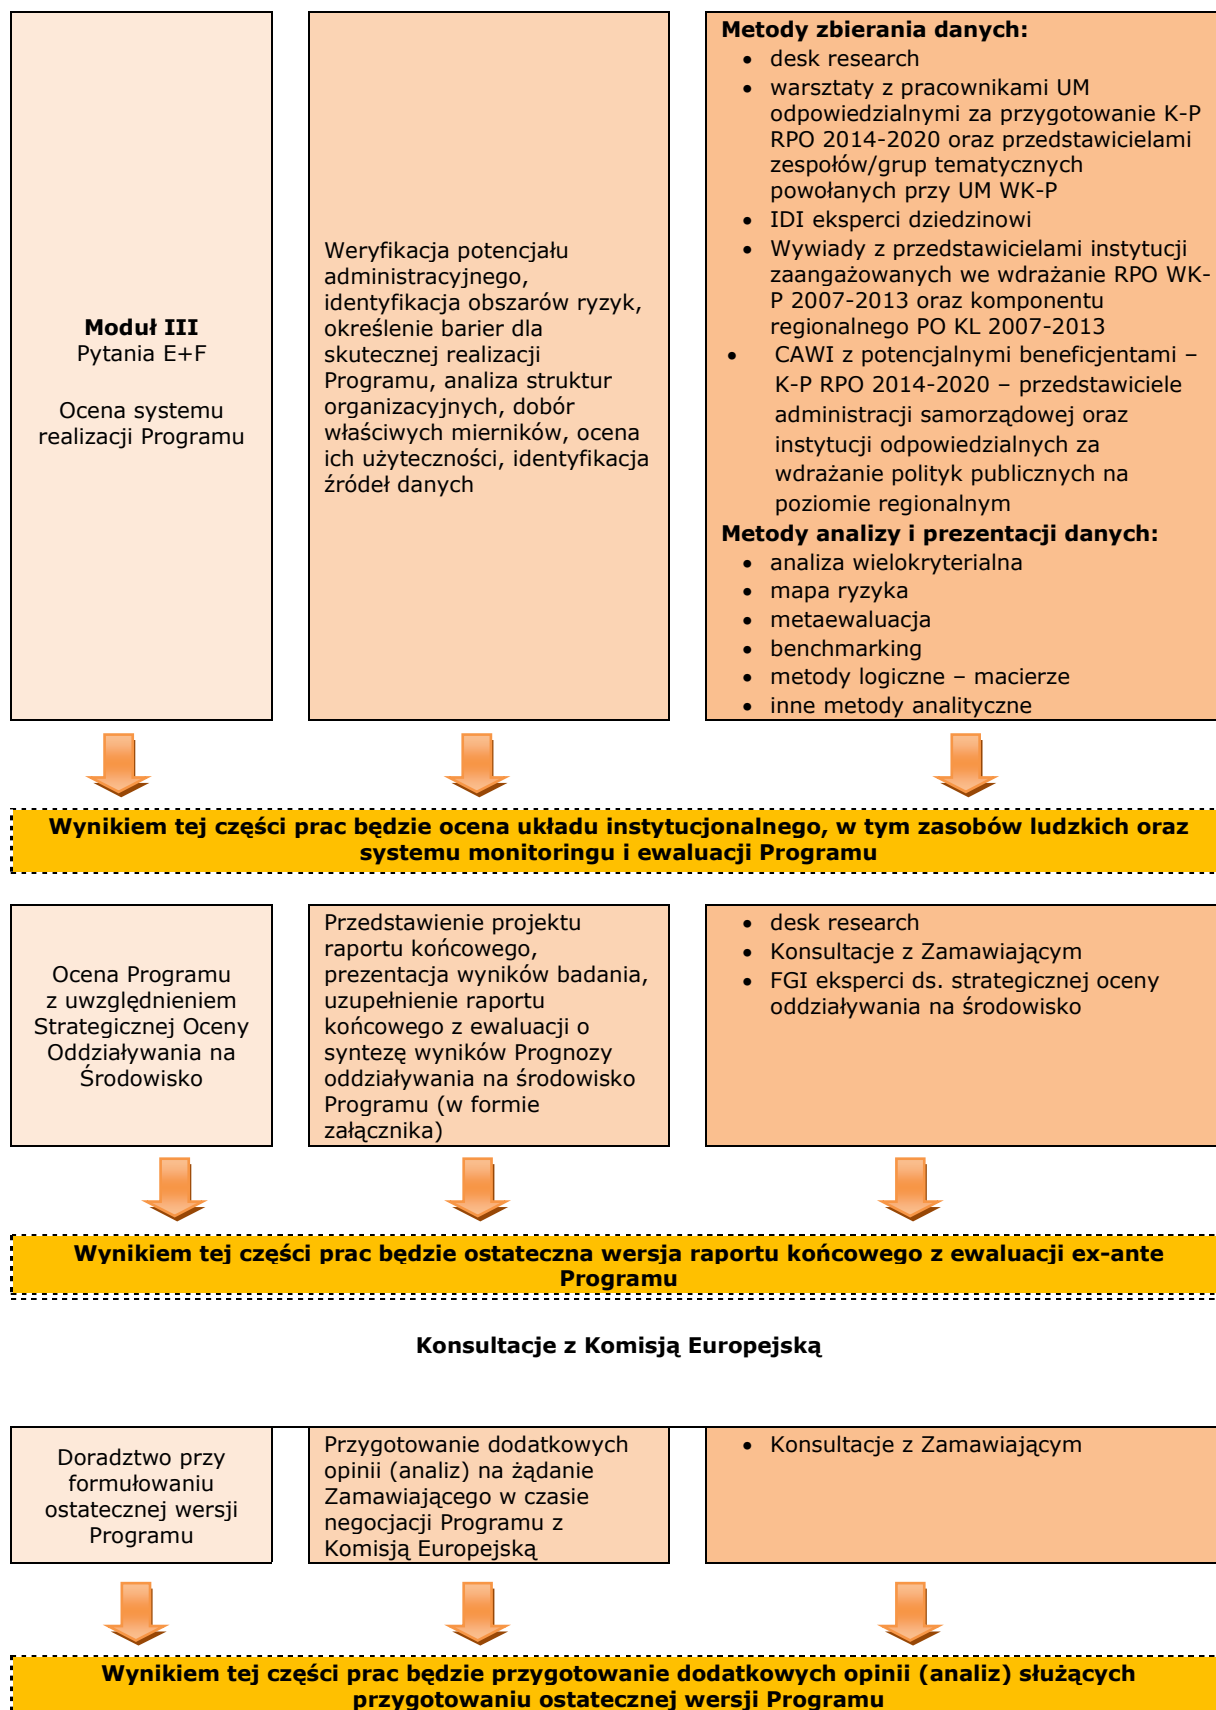 Moduł III
Pytania E+F
Ocena systemu
realizacji Programu
Weryfikacja potencjału
administracyjnego,
identyfikacja obszarów ryzyk,
określenie barier dla
skutecznej realizacji
Programu, analiza struktur
organizacyjnych, dobór
właściwych mierników, ocena
ich użyteczności, identyfikacja
źródeł danych
Metody zbierania danych:
• desk research
• warsztaty z pracownikami UM
odpowiedzialnymi za przygotowanie K-P
RPO 2014-2020 oraz przedstawicielami
zespołów/grup tematycznych
powołanych przy UM WK-P
• IDI eksperci dziedzinowi
• Wywiady z przedstawicielami instytucji
zaangażowanych we wdrażanie RPO WK-
P 2007-2013 oraz komponentu
regionalnego PO KL 2007-2013
• CAWI z potencjalnymi beneficjentami –
K-P RPO 2014-2020 – przedstawiciele
administracji samorządowej oraz
instytucji odpowiedzialnych za
wdrażanie polityk publicznych na
poziomie regionalnym
Metody analizy i prezentacji danych:
• analiza wielokryterialna
• mapa ryzyka
• metaewaluacja
• benchmarking
• metody logiczne – macierze
• inne metody analityczne
Wynikiem tej części prac będzie ocena układu instytucjonalnego, w tym zasobów ludzkich oraz
systemu monitoringu i ewaluacji Programu
Ocena Programu
z uwzględnieniem
Strategicznej Oceny
Oddziaływania na
Środowisko
Przedstawienie projektu
raportu końcowego,
prezentacja wyników badania,
uzupełnienie raportu
końcowego z ewaluacji o
syntezę wyników Prognozy
oddziaływania na środowisko
Programu (w formie
załącznika)
• desk research
• Konsultacje z Zamawiającym
• FGI eksperci ds. strategicznej oceny
oddziaływania na środowisko
Wynikiem tej części prac będzie ostateczna wersja raportu końcowego z ewaluacji ex-ante
Programu
Konsultacje z Komisją Europejską
Doradztwo przy
formułowaniu
ostatecznej wersji
Programu
Przygotowanie dodatkowych
opinii (analiz) na żądanie
Zamawiającego w czasie
negocjacji Programu z
Komisją Europejską
• Konsultacje z Zamawiającym
Wynikiem tej części prac będzie przygotowanie dodatkowych opinii (analiz) służących
przygotowaniu ostatecznej wersji Programu